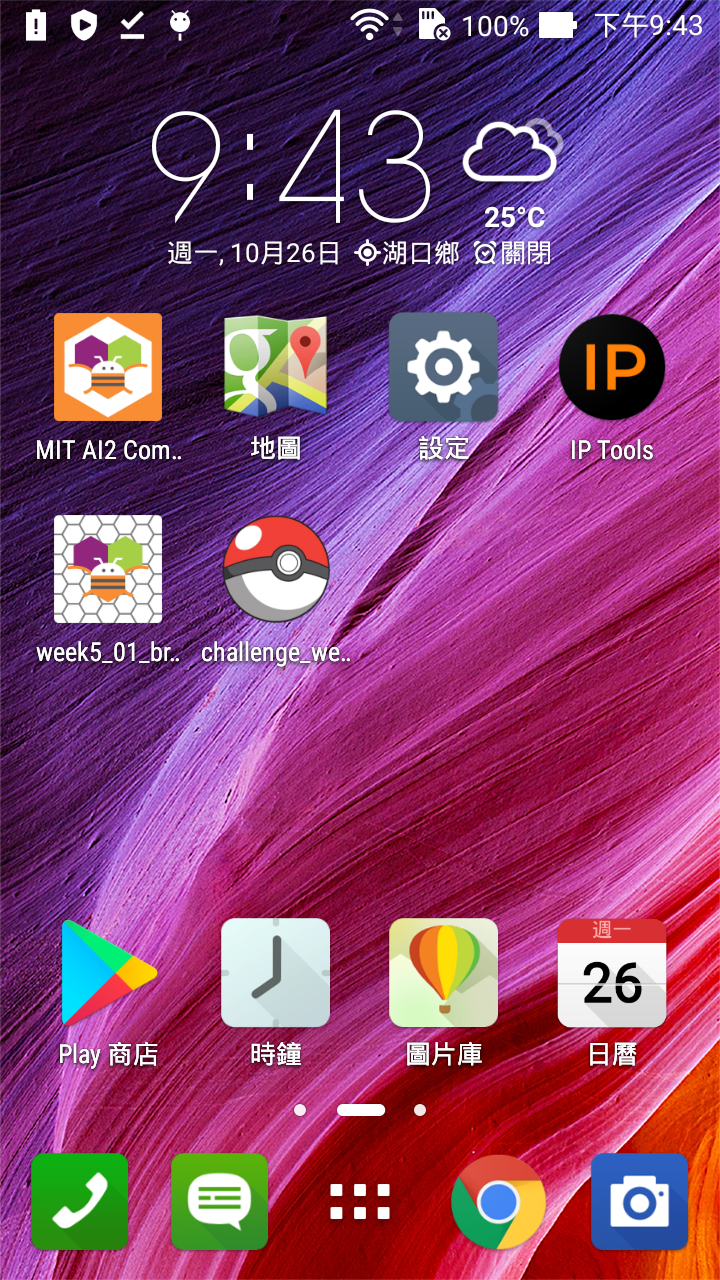 100% 下午9:43
9:43
25°C
週一, 10月26日 湖口鄉 關閉
IP
MIT AI2 Com.. 地圖 設定 IP Tools
week5_01_br.. challenge_we..
週一
26
Play 商店 時鐘 圖片庫 日曆